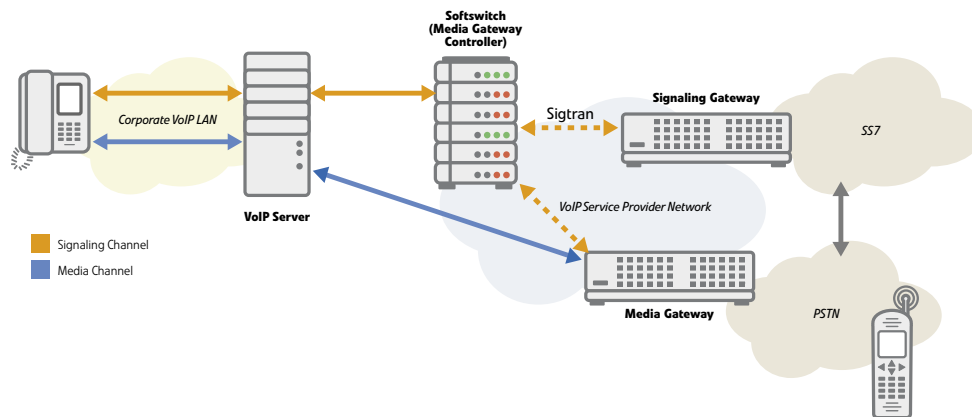 Softswitch
(Media Gateway
Controller)
Signaling Gateway
Sigtran
SS7
Corporate VoIP LAN
VoIP Server
VoIP Service Provider Network
Signaling Channel
Media Channel
Media Gateway
PSTN